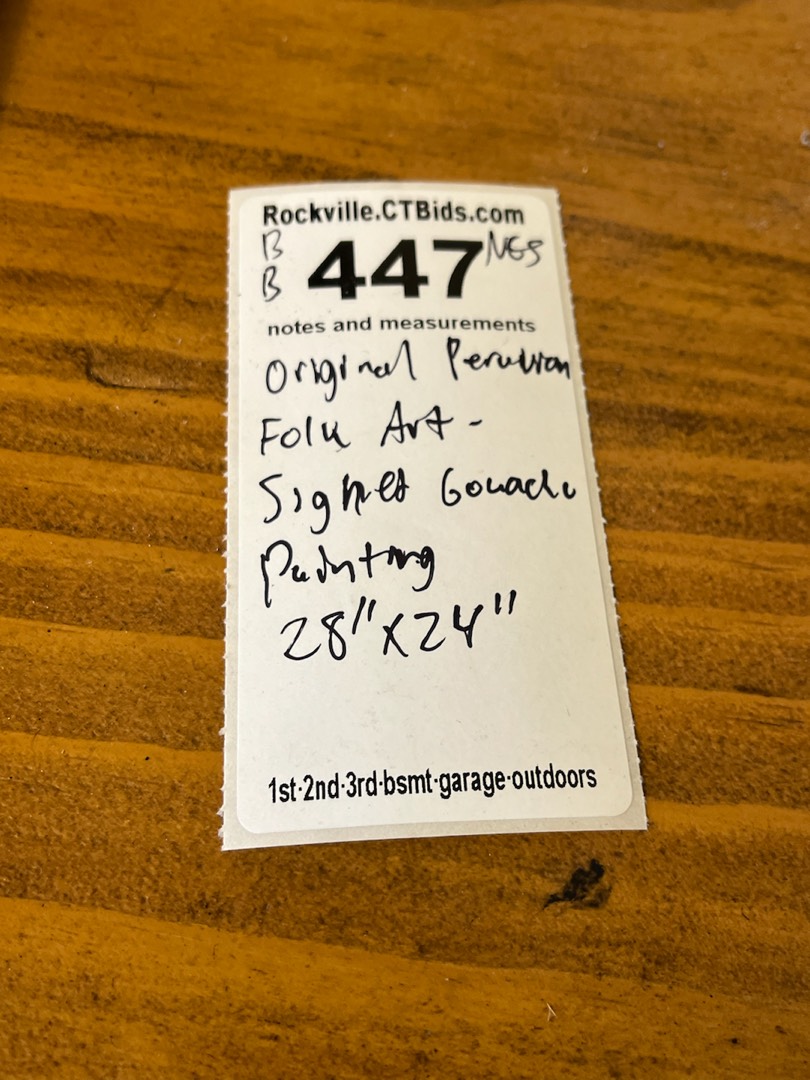 Rockville.CTBids.com
B
B
447
NGS
notes and measurements
Original Peruvian
Folk Art -
Signed Gouache
Painting
28" x 24"
1st·2nd·3rd·bsmt·garage·outdoors